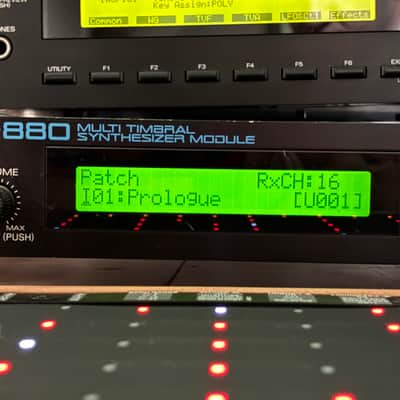 Key Assign:POLY
Common WG TVF TVA LFO&Ctl Effects
UTILITY F1 F2 F3 F4 F5 F6
-880 MULTI TIMBRAL
SYNTHESIZER MODULE
Patch RxCH:16
I01:Prologue [U001]
MAX
(PUSH)